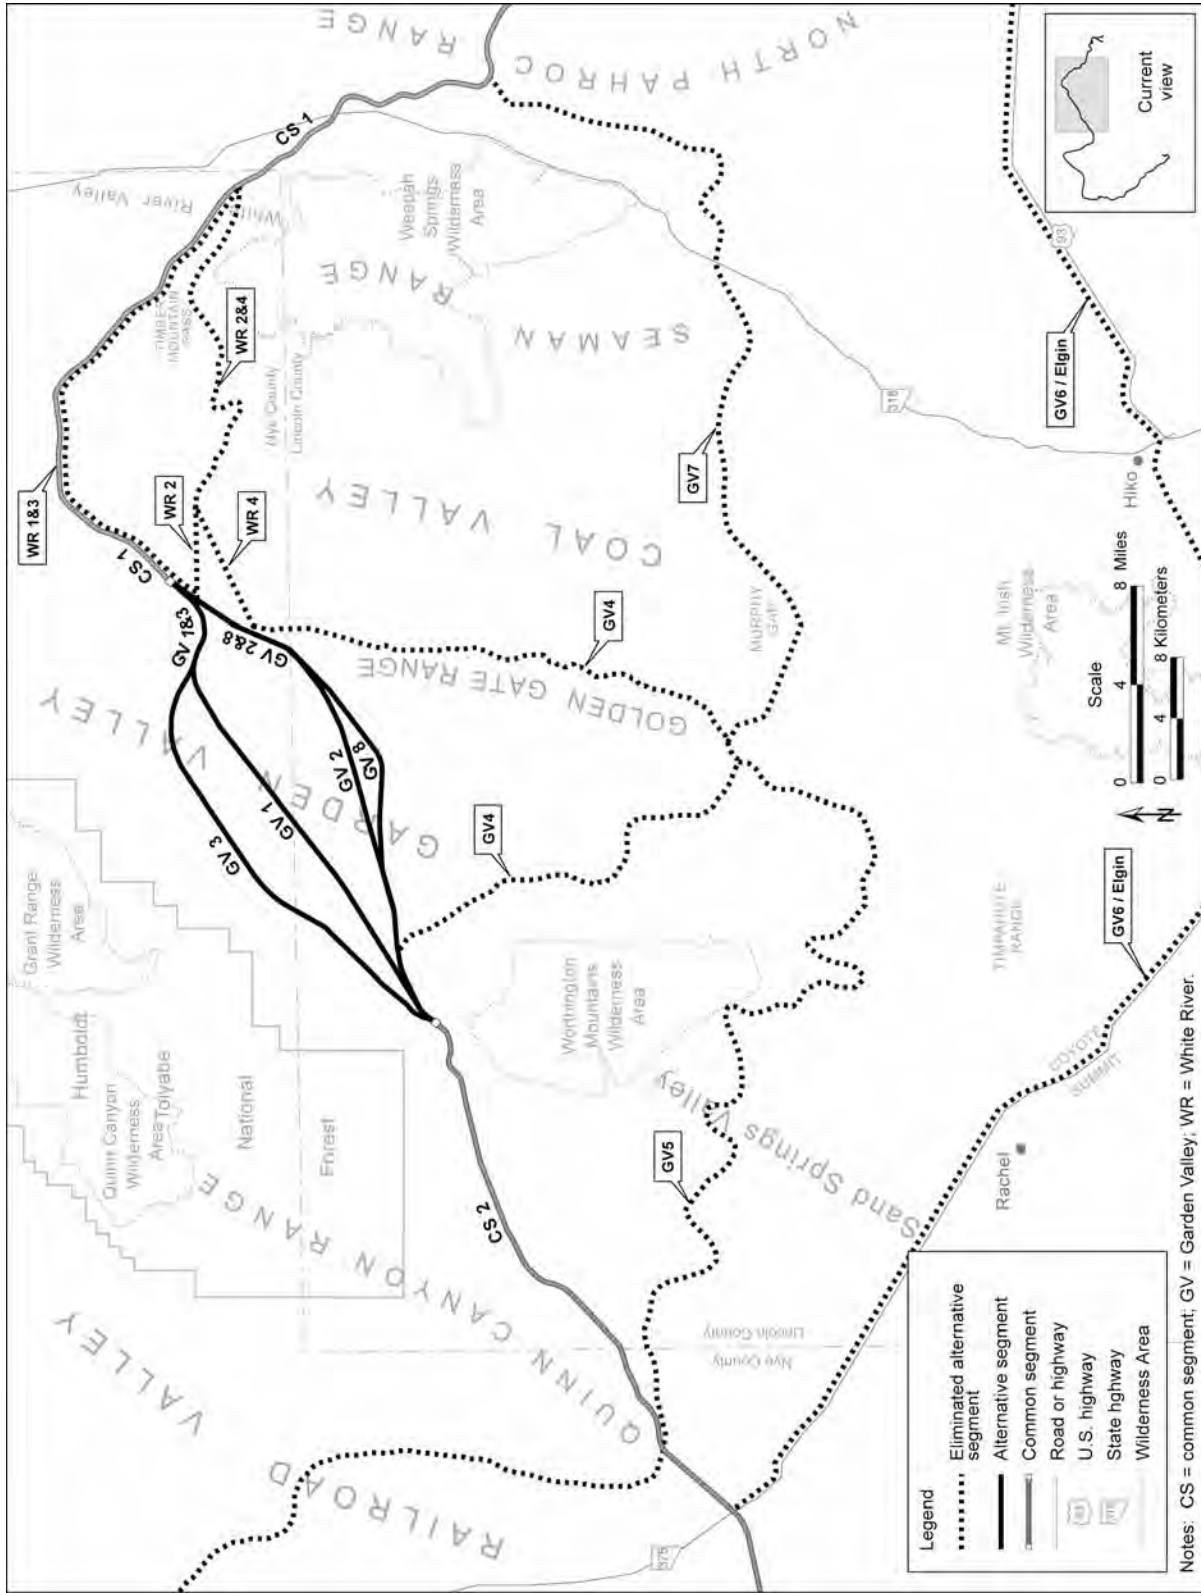 RAILROAD
VALLEY
QUINN CANYON RANGE
Humboldt
Toiyabe
National
Forest
Quinn Canyon
Wilderness
Area
Grant Range
Wilderness
Area
GARDEN VALLEY
GV 3
GV 1
GV 1&3
GV 2
GV 8
GV 2&8
CS 1
WR 1&3
WR 2
WR 4
WR 2&4
TIMBER
MOUNTAIN
PASS
White River Valley
CS 1
Nye County
Lincoln County
Weepah
Springs
Wilderness
Area
SEAMAN RANGE
NORTH PAHROC RANGE
COAL VALLEY
GOLDEN GATE RANGE
GV4
GV4
GV7
MURPHY
GAP
318
CS 2
Worthington
Mountains
Wilderness
Area
Sand Springs Valley
GV5
Nye County
Lincoln County
375
TIMPAHUTE
RANGE
COYOTE
SUMMIT
Rachel
GV6 / Elgin
Mt. Irish
Wilderness
Area
Hiko
GV6 / Elgin
93
Current
view
Scale
0 4 8 Miles
0 4 8 Kilometers
N
Legend
Eliminated alternative
segment
Alternative segment
Common segment
Road or highway
93
U.S. highway
318
State hghway
Wilderness Area
Notes: CS = common segment; GV = Garden Valley; WR = White River.